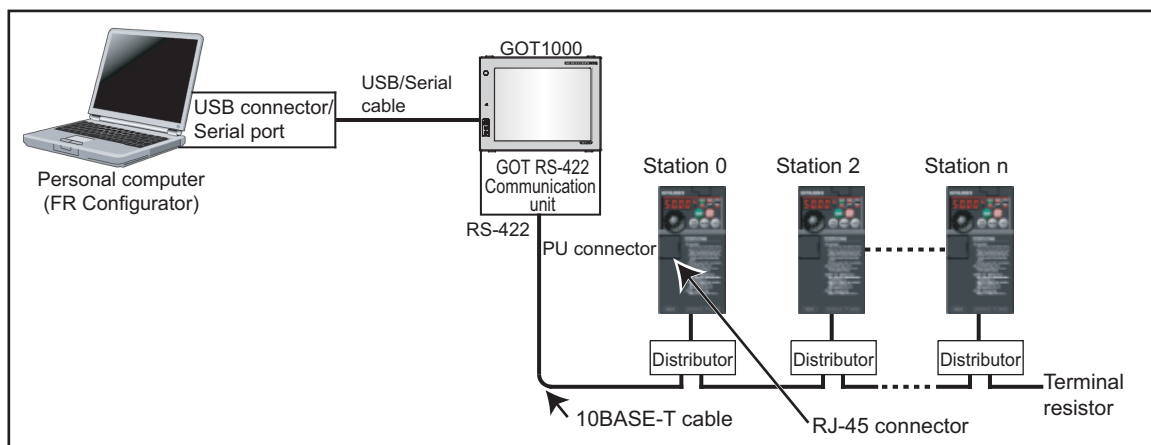 GOT1000
USB/Serial
cable
USB connector/
Serial port
Personal computer
(FR Configurator)
GOT RS-422
Communication
unit
RS-422
Station 0
Station 2
Station n
PU connector
Distributor
Distributor
Distributor
Terminal
resistor
10BASE-T cable
RJ-45 connector